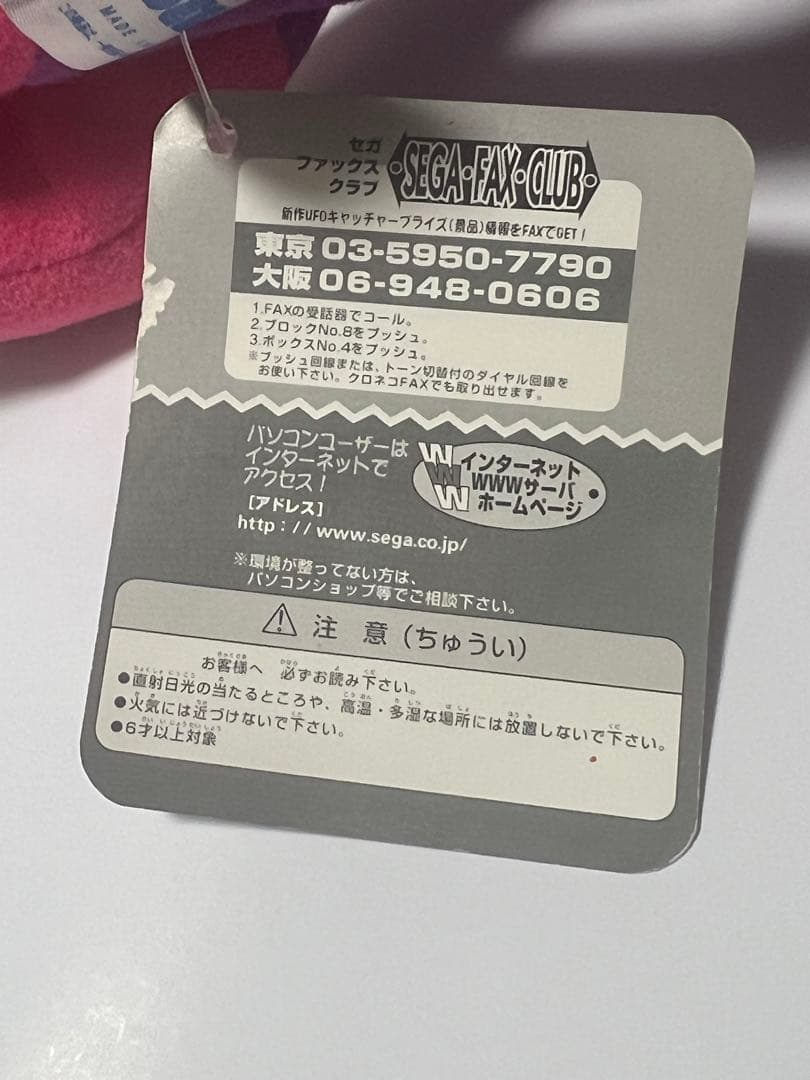 MADE
セガ
ファックス
クラブ
SEGA・FAX・CLUB
新作UFOキャッチャープライズ(景品)情報をFAXでGET！
東京 03-5950-7790
大阪 06-948-0606
1.FAXの受話器でコール。
2.ブロックNo.8をプッシュ。
3.ボックスNo.4をプッシュ。
※プッシュ回線または、トーン切替付のダイヤル回線を
お使い下さい。クロネコFAXでも取り出せます。
パソコンユーザーは
インターネットで
アクセス！
WWW
インターネット
WWWサーバ
ホームページ
[アドレス]
http：//www.sega.co.jp/
※環境が整ってない方は、
パソコンショップ等でご相談下さい。
注 意 (ちゅうい)
お客様へ 必ずお読み下さい。
●直射日光の当たるところや、高温・多湿な場所には放置しないで下さい。
●火気には近づけないで下さい。
●6才以上対象